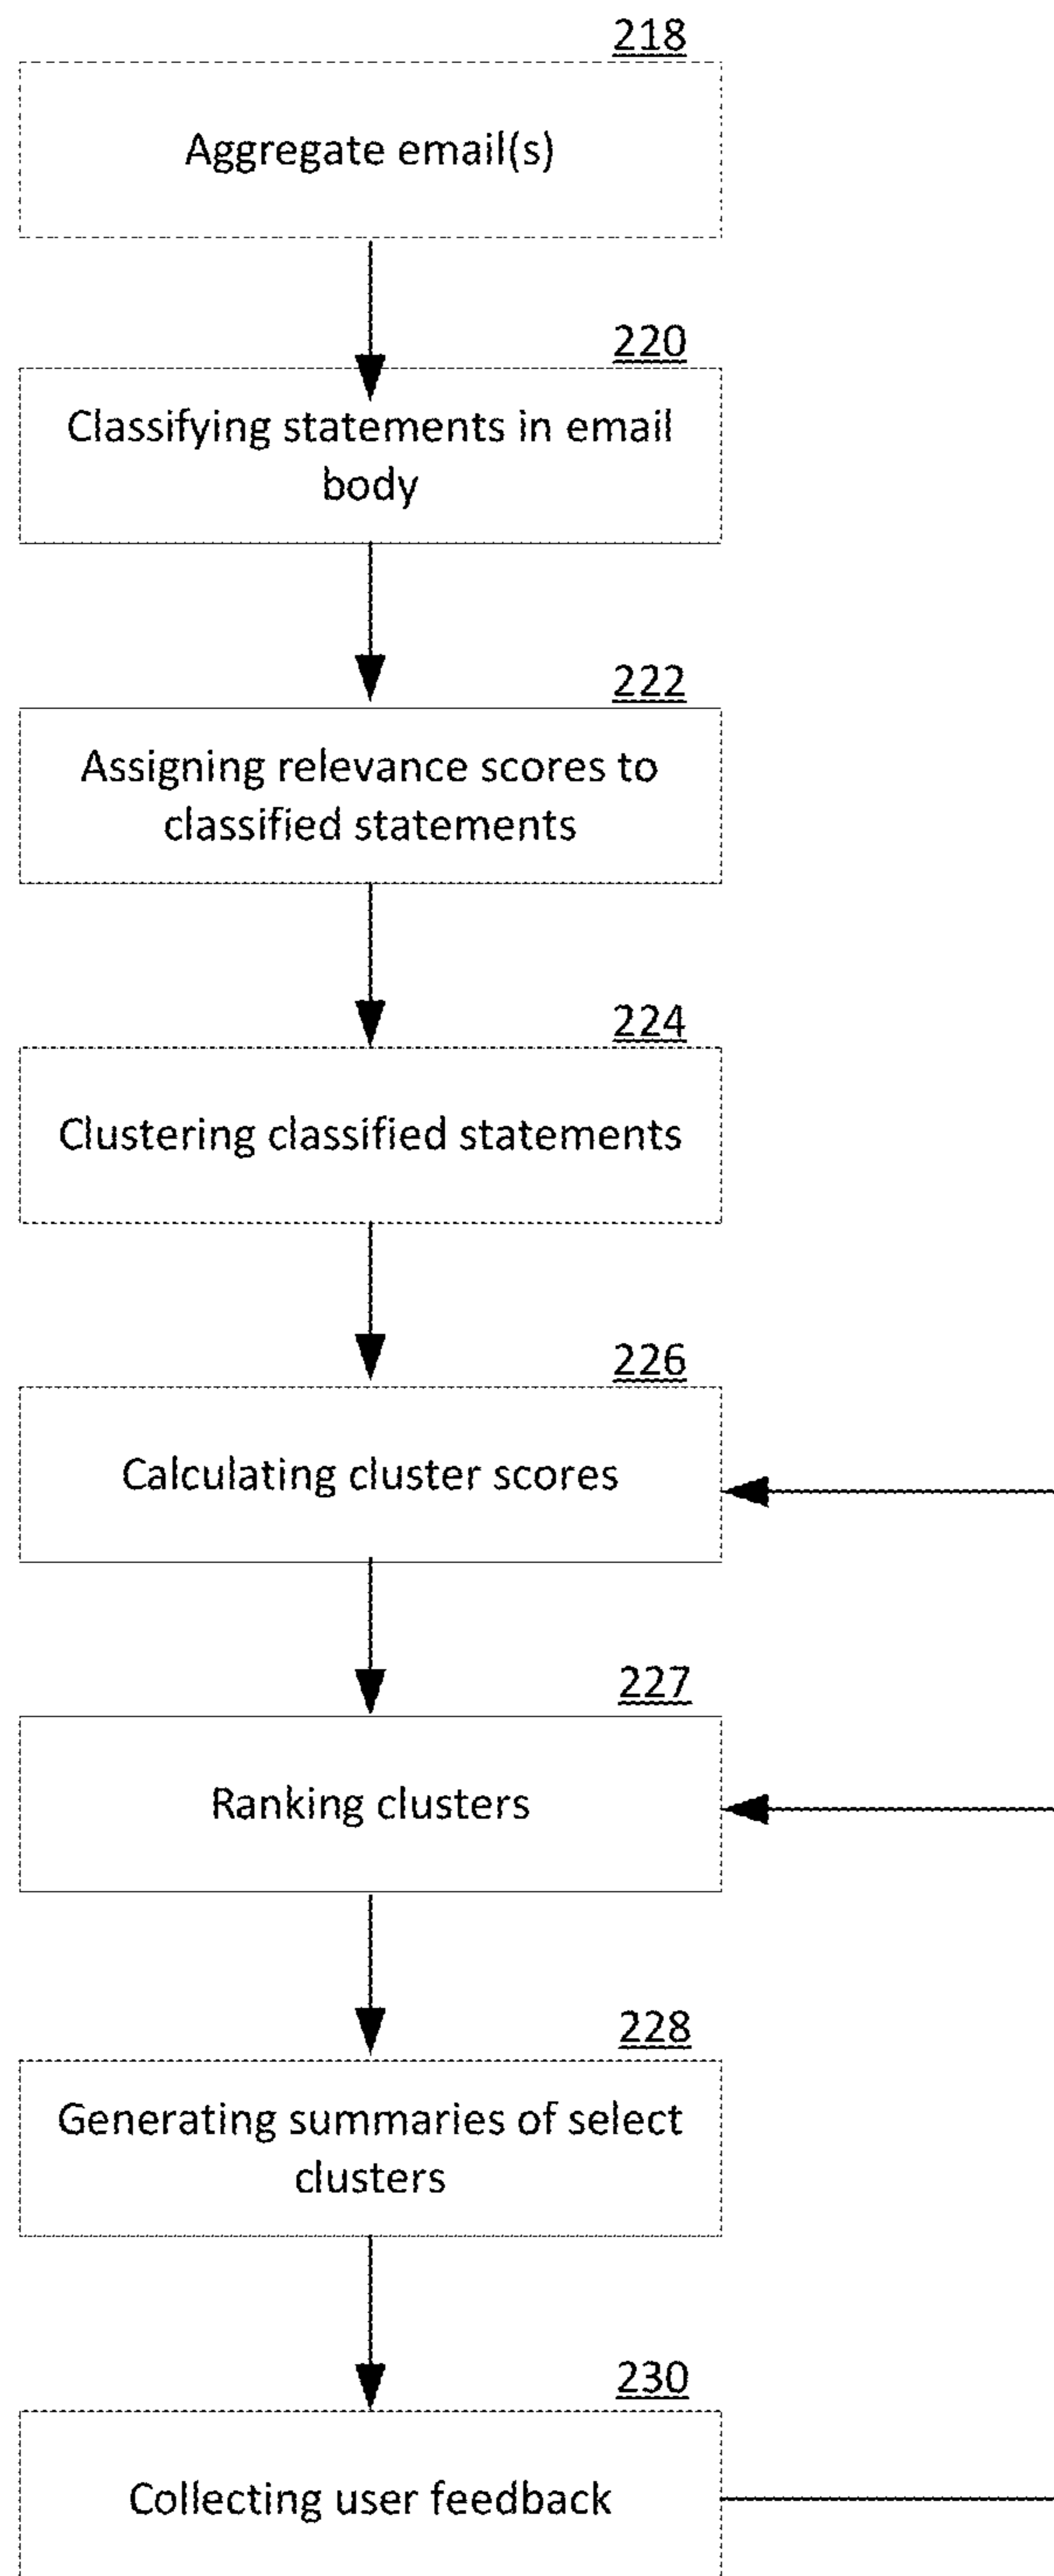 218
Aggregate email(s)
220
Classifying statements in email
body
222
Assigning relevance scores to
classified statements
224
Clustering classified statements
226
Calculating cluster scores
227
Ranking clusters
228
Generating summaries of select
clusters
230
Collecting user feedback